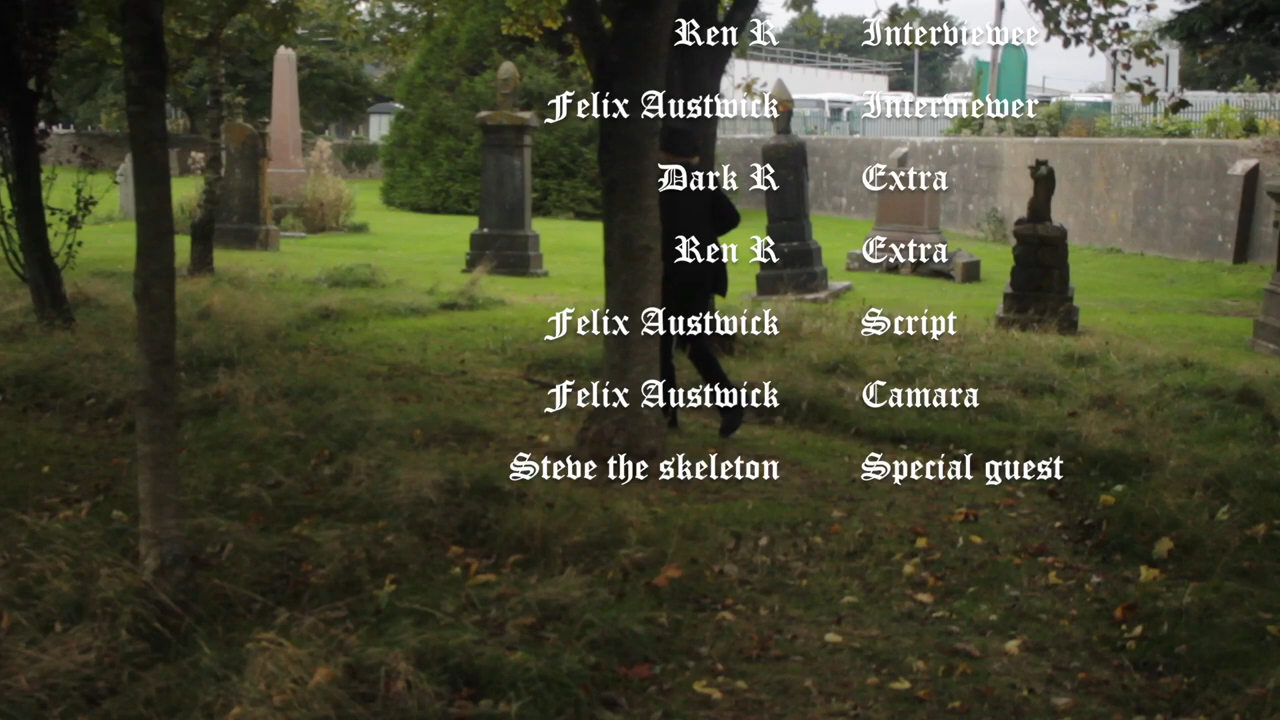 Ren R Interviewee
Felix Austwick Interviewer
Dark R Extra
Ren R Extra
Felix Austwick Script
Felix Austwick Camara
Steve the skeleton Special guest